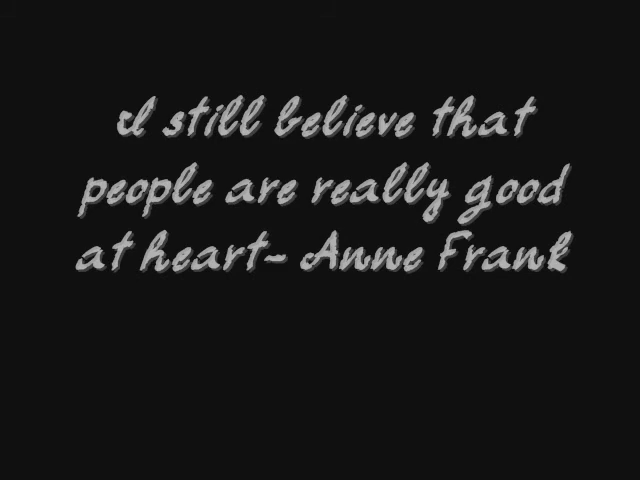 I still believe that
people are really good
at heart- Anne Frank